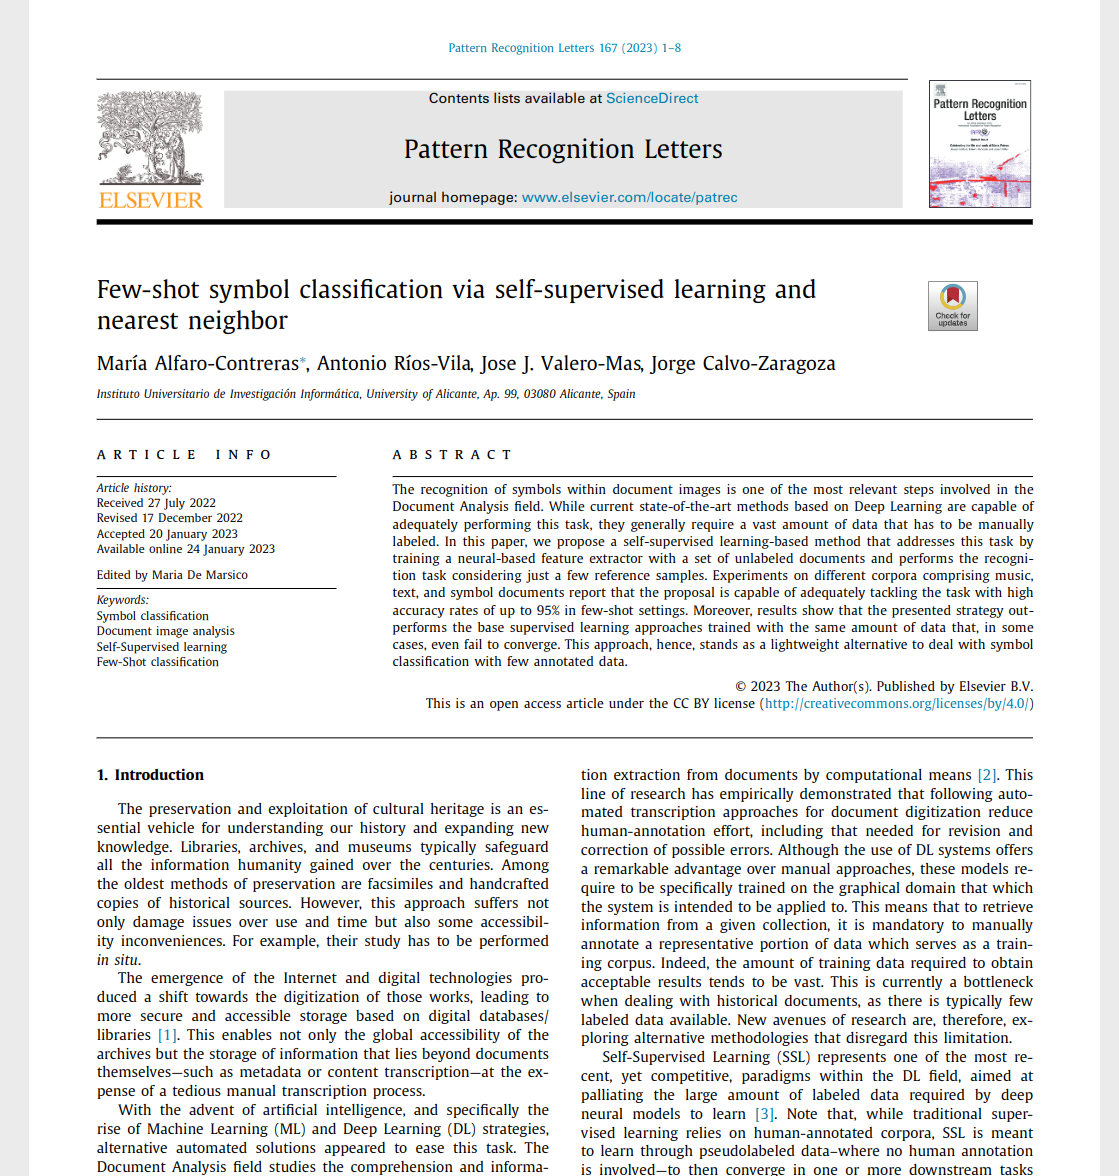 Pattern Recognition Letters 167 (2023) 1–8
Contents lists available at ScienceDirect
Pattern Recognition Letters
journal homepage: www.elsevier.com/locate/patrec
ELSEVIER
Pattern Recognition
Letters
Few-shot symbol classification via self-supervised learning and
nearest neighbor
Check for
updates
María Alfaro-Contreras*, Antonio Ríos-Vila, Jose J. Valero-Mas, Jorge Calvo-Zaragoza
Instituto Universitario de Investigación Informática, University of Alicante, Ap. 99, 03080 Alicante, Spain
ARTICLE INFO
Article history:
Received 27 July 2022
Revised 17 December 2022
Accepted 20 January 2023
Available online 24 January 2023
Edited by Maria De Marsico
Keywords:
Symbol classification
Document image analysis
Self-Supervised learning
Few-Shot classification
ABSTRACT
The recognition of symbols within document images is one of the most relevant steps involved in the
Document Analysis field. While current state-of-the-art methods based on Deep Learning are capable of
adequately performing this task, they generally require a vast amount of data that has to be manually
labeled. In this paper, we propose a self-supervised learning-based method that addresses this task by
training a neural-based feature extractor with a set of unlabeled documents and performs the recogni-
tion task considering just a few reference samples. Experiments on different corpora comprising music,
text, and symbol documents report that the proposal is capable of adequately tackling the task with high
accuracy rates of up to 95% in few-shot settings. Moreover, results show that the presented strategy out-
performs the base supervised learning approaches trained with the same amount of data that, in some
cases, even fail to converge. This approach, hence, stands as a lightweight alternative to deal with symbol
classification with few annotated data.
© 2023 The Author(s). Published by Elsevier B.V.
This is an open access article under the CC BY license (http://creativecommons.org/licenses/by/4.0/)
1. Introduction
The preservation and exploitation of cultural heritage is an es-
sential vehicle for understanding our history and expanding new
knowledge. Libraries, archives, and museums typically safeguard
all the information humanity gained over the centuries. Among
the oldest methods of preservation are facsimiles and handcrafted
copies of historical sources. However, this approach suffers not
only damage issues over use and time but also some accessibil-
ity inconveniences. For example, their study has to be performed
in situ.
The emergence of the Internet and digital technologies pro-
duced a shift towards the digitization of those works, leading to
more secure and accessible storage based on digital databases/
libraries [1]. This enables not only the global accessibility of the
archives but the storage of information that lies beyond documents
themselves—such as metadata or content transcription—at the ex-
pense of a tedious manual transcription process.
With the advent of artificial intelligence, and specifically the
rise of Machine Learning (ML) and Deep Learning (DL) strategies,
alternative automated solutions appeared to ease this task. The
Document Analysis field studies the comprehension and informa-
tion extraction from documents by computational means [2]. This
line of research has empirically demonstrated that following auto-
mated transcription approaches for document digitization reduce
human-annotation effort, including that needed for revision and
correction of possible errors. Although the use of DL systems offers
a remarkable advantage over manual approaches, these models re-
quire to be specifically trained on the graphical domain that which
the system is intended to be applied to. This means that to retrieve
information from a given collection, it is mandatory to manually
annotate a representative portion of data which serves as a train-
ing corpus. Indeed, the amount of training data required to obtain
acceptable results tends to be vast. This is currently a bottleneck
when dealing with historical documents, as there is typically few
labeled data available. New avenues of research are, therefore, ex-
ploring alternative methodologies that disregard this limitation.
Self-Supervised Learning (SSL) represents one of the most re-
cent, yet competitive, paradigms within the DL field, aimed at
palliating the large amount of labeled data required by deep
neural models to learn [3]. Note that, while traditional super-
vised learning relies on human-annotated corpora, SSL is meant
to learn through pseudolabeled data–where no human annotation
is involved—to then converge in one or more downstream tasks